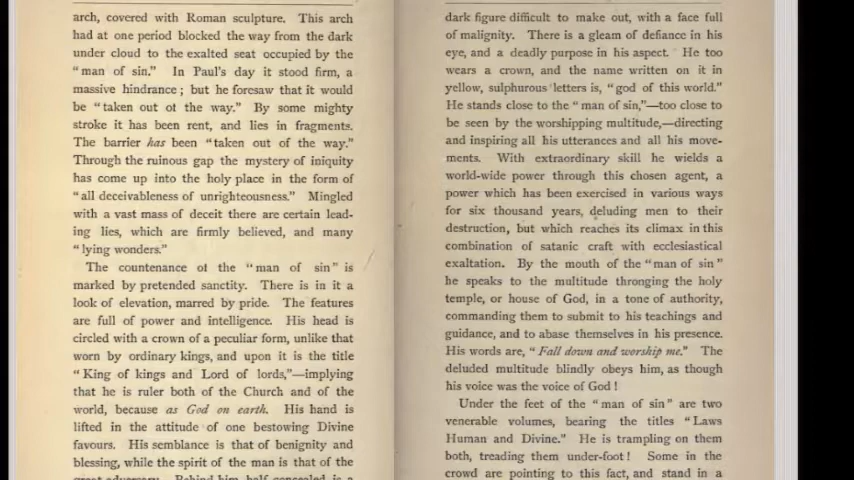 arch, covered with Roman sculpture. This arch
had at one period blocked the way from the dark
under cloud to the exalted seat occupied by the
“man of sin.” In Paul's day it stood firm, a
massive hindrance; but he foresaw that it would
be “taken out ot the way.” By some mighty
stroke it has been rent, and lies in fragments.
The barrier has been “taken out of the way.”
Through the ruinous gap the mystery of iniquity
has come up into the holy place in the form of
“all deceivableness of unrighteousness.” Mingled
with a vast mass of deceit there are certain lead-
ing lies, which are firmly believed, and many
“lying wonders.”
The countenance ot the “man of sin” is
marked by pretended sanctity. There is in it a
look of elevation, marred by pride. The features
are full of power and intelligence. His head is
circled with a crown of a peculiar form, unlike that
worn by ordinary kings, and upon it is the title
“King of kings and Lord of lords,”—implying
that he is ruler both of the Church and of the
world, because as God on earth. His hand is
lifted in the attitude of one bestowing Divine
favours. His semblance is that of benignity and
blessing, while the spirit of the man is that of the
great adversary. Behind him half concealed is a
dark figure difficult to make out, with a face full
of malignity. There is a gleam of defiance in his
eye, and a deadly purpose in his aspect. He too
wears a crown, and the name written on it in
yellow, sulphurous letters is, “god of this world.”
He stands close to the “man of sin,”—too close to
be seen by the worshipping multitude,—directing
and inspiring all his utterances and all his move-
ments. With extraordinary skill he wields a
world-wide power through this chosen agent, a
power which has been exercised in various ways
for six thousand years, deluding men to their
destruction, but which reaches its climax in this
combination of satanic craft with ecclesiastical
exaltation. By the mouth of the “man of sin”
he speaks to the multitude thronging the holy
temple, or house of God, in a tone of authority,
commanding them to submit to his teachings and
guidance, and to abase themselves in his presence.
His words are, “Fall down and worship me.” The
deluded multitude blindly obeys him, as though
his voice was the voice of God!
Under the feet of the “man of sin” are two
venerable volumes, bearing the titles “Laws
Human and Divine.” He is trampling on them
both, treading them under-foot! Some in the
crowd are pointing to this fact, and stand in a